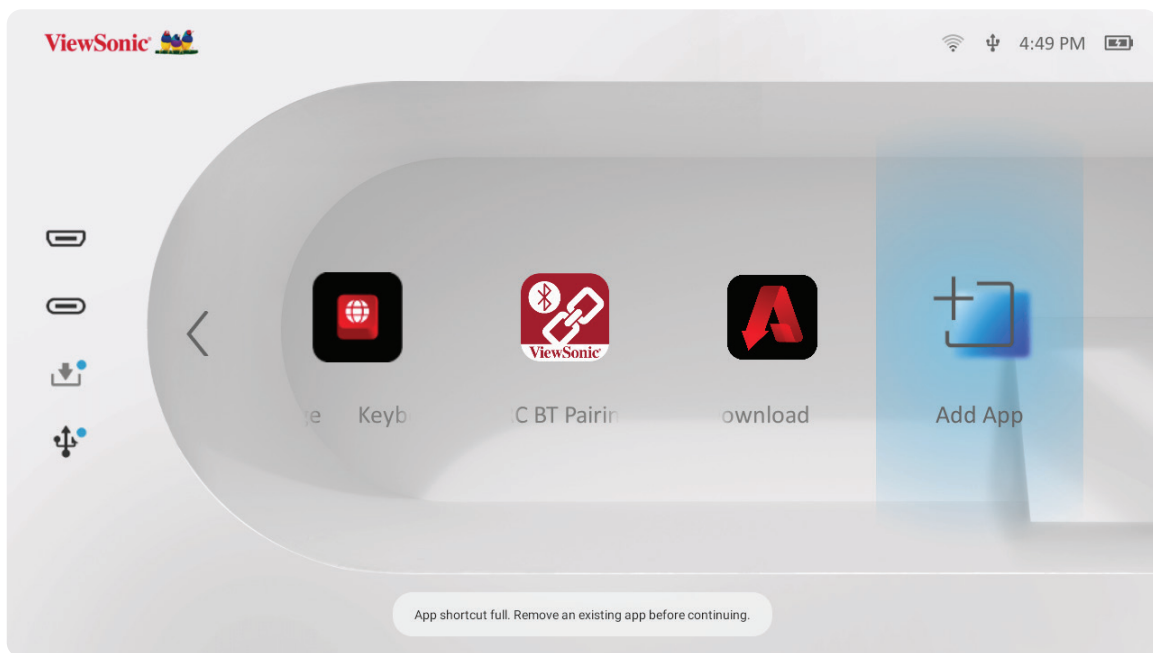 ViewSonic
4:49 PM
ViewSonic
e Keyb
C BT Pairin
ownload
Add App
App shortcut full. Remove an existing app before continuing.